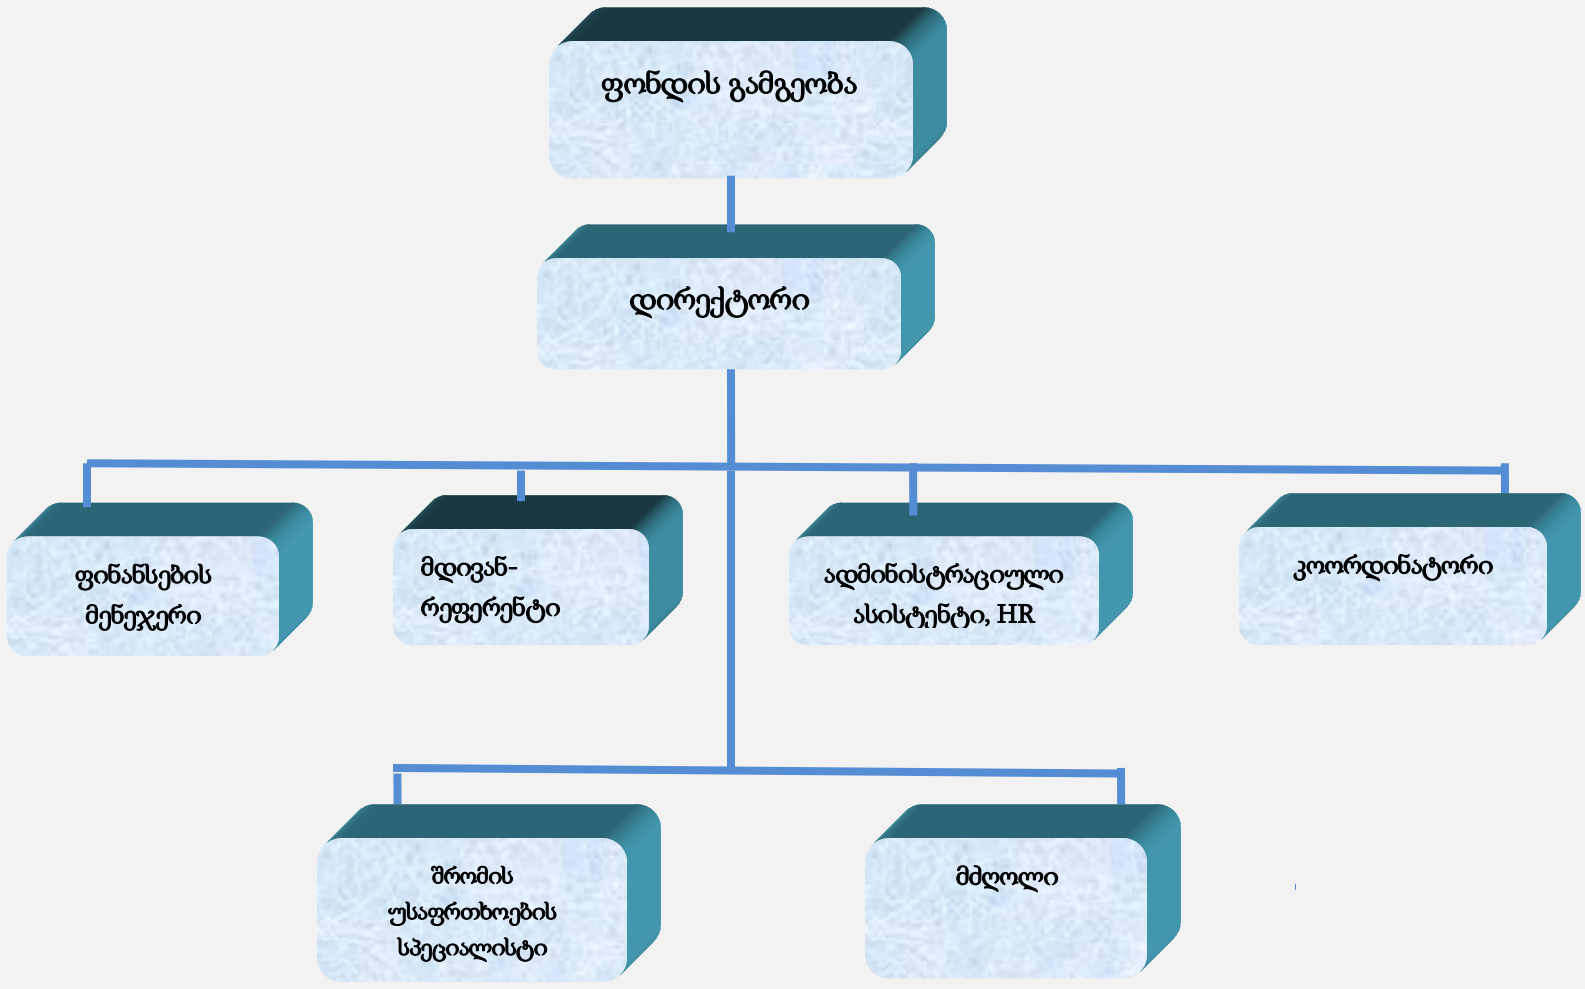 ფონდის გამგეობა
დირექტორი
ფინანსების
მენეჯერი
მდივან-
რეფერენტი
ადმინისტრაციული
ასისტენტი, HR
კოორდინატორი
შრომის
უსაფრთხოების
სპეციალისტი
მძღოლი